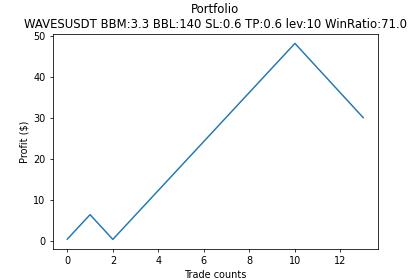 Portfolio
WAVESUSDT BBM:3.3 BBL:140 SL:0.6 TP:0.6 lev:10 WinRatio:71.0
50
40
30
20
10
0
Profit ($)
0 2 4 6 8 10 12
Trade counts